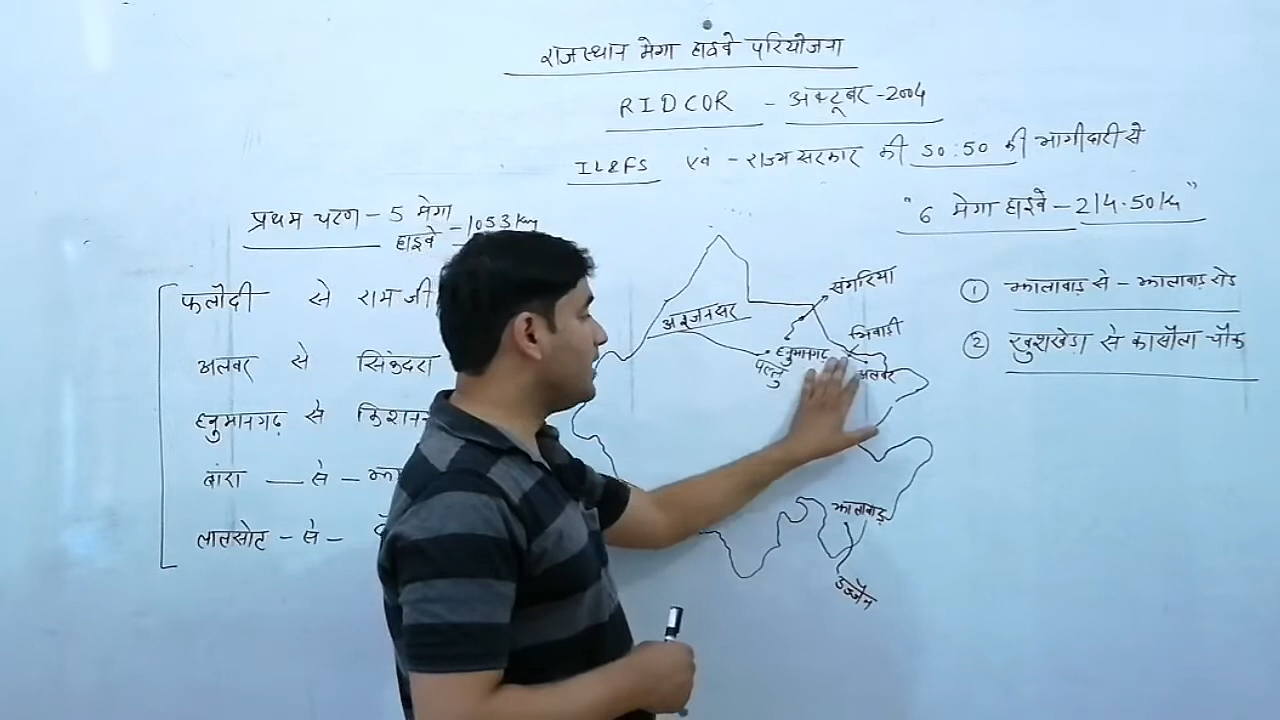 राजस्थान मेगा हाइवे परियोजना
RIDCOR - अक्टूबर-2004
IL&FS एवं - राज्य सरकार की 50:50 की भागीदारी से
प्रथम चरण - 5 मेगा
हाइवे - 1053 km
फलौदी से रामजी
अलवर से सिकंदरा
हनुमानगढ़ से किशन
बांरा - से - झा
लालसोट - से -
संगरिया
अरजनसर
भिवाडी
हनुमानगढ़
पल्लु
अलवर
झालावाड़
उज्जैन
"6 मेगा हाइवे - 214.50 km"
① झालावाड़ से - झालावाड़ रोड
② खुशखेड़ा से कासौला चौक